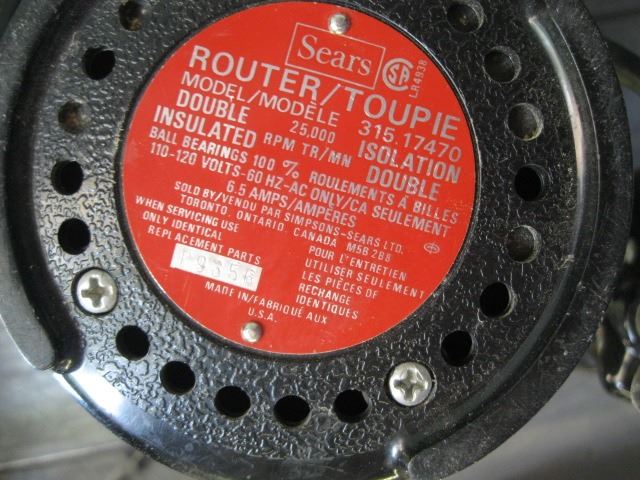 Sears
LR4938
ROUTER/TOUPIE
MODEL/MODÈLE 315.17470
DOUBLE INSULATED
25,000 RPM TR/MN
ISOLATION DOUBLE
BALL BEARINGS 100 % ROULEMENTS À BILLES
110-120 VOLTS-60 HZ-AC ONLY/CA SEULEMENT
6.5 AMPS/AMPÈRES
SOLD BY/VENDU PAR SIMPSONS-SEARS LTD.
TORONTO, ONTARIO, CANADA M5B 2B8
WHEN SERVICING USE
ONLY IDENTICAL
REPLACEMENT PARTS
POUR L'ENTRETIEN
UTILISER SEULEMENT
LES PIÈCES DE
RECHANGE
IDENTIQUES
MADE IN/FABRIQUÉ AUX
U.S.A.